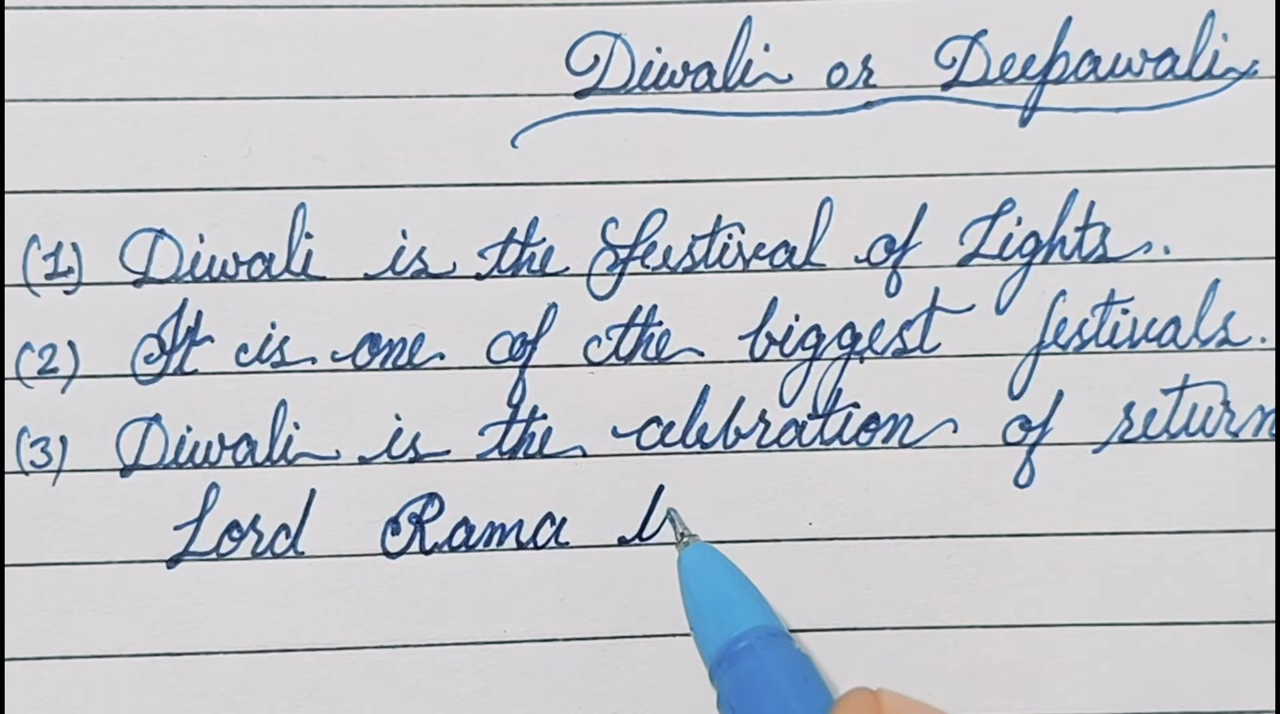 Diwali or Deepawali
(1) Diwali is the festival of Lights.
(2) It is one of the biggest festivals.
(3) Diwali is the celebration of return
Lord Rama